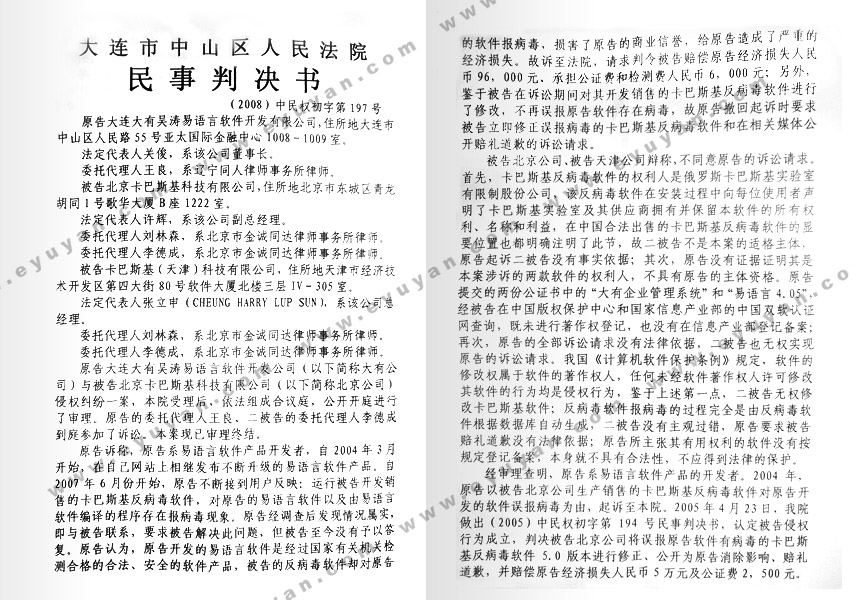 大连市中山区人民法院
民事判决书
（2008）中民权初字第197号
原告大连大有吴涛易语言软件开发有限公司，住所地大连市
中山区人民路55号亚太国际金融中心1008-1009室。
法定代表人关俊，系该公司董事长。
委托代理人王良，系辽宁同人律师事务所律师。
被告北京卡巴斯基科技有限公司，住所地北京市东城区青龙
胡同1号歌华大厦B座1222室。
法定代表人许辉，系该公司副总经理。
委托代理人刘林森，系北京市金诚同达律师事务所律师。
委托代理人李德成，系北京市金诚同达律师事务所律师。
被告卡巴斯基（天津）科技有限公司，住所地天津市经济技
术开发区第四大街80号软件大厦北楼三层IV-305室。
法定代表人张立申（CHEUNG HARRY LUP SUN），系该公司总
经理。
委托代理人刘林森，系北京市金诚同达律师事务所律师。
委托代理人李德成，系北京市金诚同达律师事务所律师。
原告大连大有吴涛易语言软件开发有限公司（以下简称大有公
司）与被告北京卡巴斯基科技有限公司（以下简称北京公司）
侵权纠纷一案，本院受理后，依法组成合议庭，公开开庭进行
了审理。原告的委托代理人王良、二被告的委托代理人李德成
到庭参加了诉讼。本案现已审理终结。
原告诉称，原告系易语言软件产品开发者，自2004年3月
开始，在自己网站上相继发布不断升级的易语言软件产品。自
2007年6月份开始，原告不断接到用户反映：运行被告开发销
售的卡巴斯基反病毒软件，对原告的易语言软件以及由易语言
软件编译的程序存在报病毒现象。原告经调查后发现情况属实，
即与被告联系，要求被告解决此问题，但被告至今没有予以答
复。原告认为，原告开发的易语言软件是经过国家有关机关检
测合格的合法、安全的软件产品，被告的反病毒软件却对原告
的软件报病毒，损害了原告的商业信誉，给原告造成了严重的
经济损失。故诉至法院，请求判令被告赔偿原告经济损失人民
币96，000元、承担公证费和检测费人民币6，000元；另外，
鉴于被告在诉讼期间对其开发销售的卡巴斯基反病毒软件进行
了修改，不再误报原告软件存在病毒，故原告撤回起诉时要求
被告立即修正误报病毒的卡巴斯基反病毒软件和在相关媒体公
开赔礼道歉的诉讼请求。
被告北京公司、被告天津公司辩称，不同意原告的诉讼请求。
首先，卡巴斯基反病毒软件的权利人是俄罗斯卡巴斯基实验室
有限制股份公司，该反病毒软件在安装过程中向每位使用者声
明了卡巴斯基实验室及其供应商拥有并保留本软件的所有权
利、名称和利益，在中国合法出售的卡巴斯基反病毒软件的显
要位置也都明确注明了此节，故二被告不是本案的适格主体，
原告起诉二被告没有事实依据；其次，原告没有证据证明其是
本案涉诉的两款软件的权利人，不具有原告的主体资格。原告
提交的两份公证书中的“大有企业管理系统”和“易语言4.05”，
经被告在中国版权保护中心和国家信息产业部的中国双软认证
网查询，既未进行著作权登记，也没有在信息产业部登记备案；
再次，原告的全部诉讼请求没有法律依据，二被告也无权实现
原告的诉讼请求。我国《计算机软件保护条例》规定，软件的
修改权属于软件的著作权人，任何未经软件著作权人许可修改
其软件的行为均是侵权行为，鉴于上述第一点，二被告无权修
改卡巴斯基软件；反病毒软件报病毒的过程完全是由反病毒软
件根据数据库自动生成，二被告没有主观过错，原告要求被告
赔礼道歉没有法律依据；原告所主张其有用权利的软件没有按
规定登记备案，本身就不具有合法性，不应得到法律的保护。
经审理查明，原告系易语言软件产品的开发者。2004年，
原告以被告北京公司生产销售的卡巴斯基反病毒软件对原告开
发的软件误报病毒为由，起诉至本院。2005年4月23日，我院
做出（2005）中民权初字第194号民事判决书，认定被告侵权
行为成立，判决被告北京公司将误报原告软件有病毒的卡巴斯
基反病毒软件5.0版本进行修正、公开为原告消除影响、赔礼
道歉，并赔偿原告经济损失人民币5万元及公证费2，500元。
www.eyuyan.com